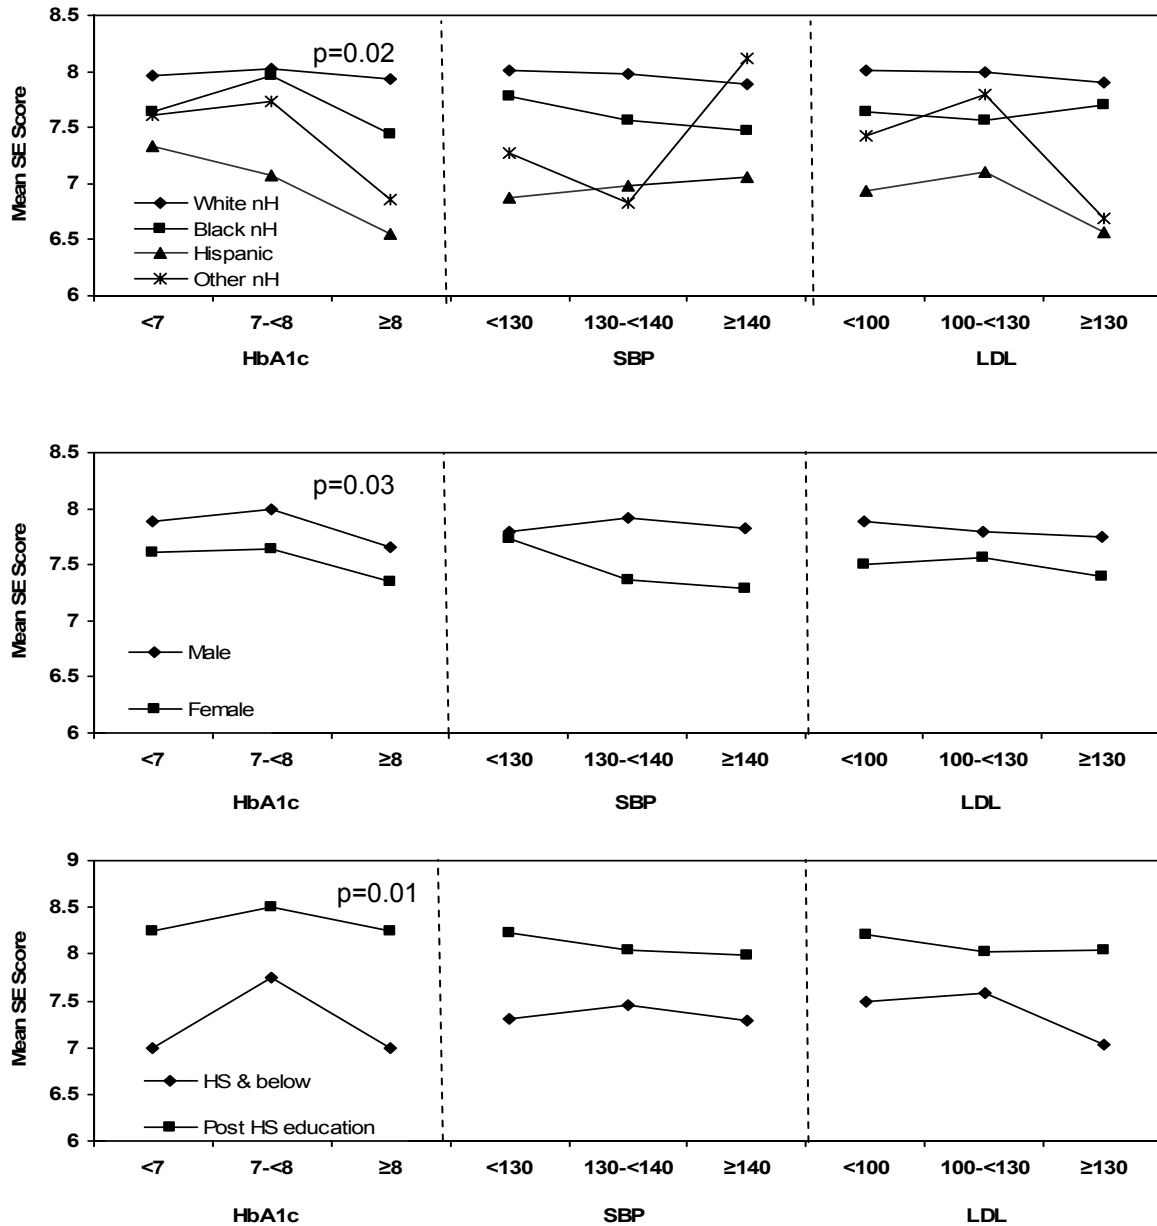 8.5
8
7.5
7
6.5
6
Mean SE Score
p=0.02
White nH
Black nH
Hispanic
Other nH
<7 7-<8 ≥8 <130 130-<140 ≥140 <100 100-<130 ≥130
HbA1c SBP LDL
8.5
8
7.5
7
6.5
6
Mean SE Score
p=0.03
Male
Female
<7 7-<8 ≥8 <130 130-<140 ≥140 <100 100-<130 ≥130
HbA1c SBP LDL
9
8.5
8
7.5
7
6.5
6
Mean SE Score
p=0.01
HS & below
Post HS education
<7 7-<8 ≥8 <130 130-<140 ≥140 <100 100-<130 ≥130
HbA1c SBP LDL